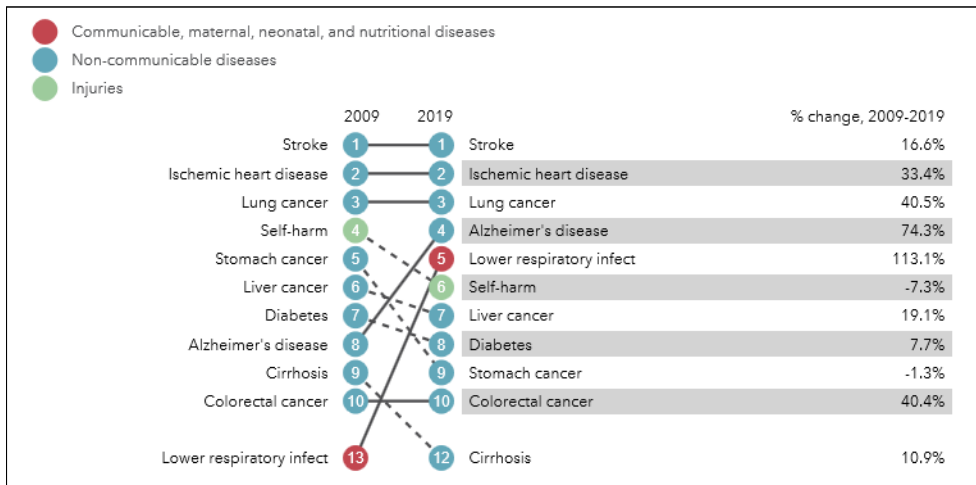 Communicable, maternal, neonatal, and nutritional diseases
Non-communicable diseases
Injuries
2009 2019 % change, 2009-2019
Stroke 1 1 Stroke 16.6%
Ischemic heart disease 2 2 Ischemic heart disease 33.4%
Lung cancer 3 3 Lung cancer 40.5%
Self-harm 4 4 Alzheimer's disease 74.3%
Stomach cancer 5 5 Lower respiratory infect 113.1%
Liver cancer 6 6 Self-harm -7.3%
Diabetes 7 7 Liver cancer 19.1%
Alzheimer's disease 8 8 Diabetes 7.7%
Cirrhosis 9 9 Stomach cancer -1.3%
Colorectal cancer 10 10 Colorectal cancer 40.4%
Lower respiratory infect 13 12 Cirrhosis 10.9%